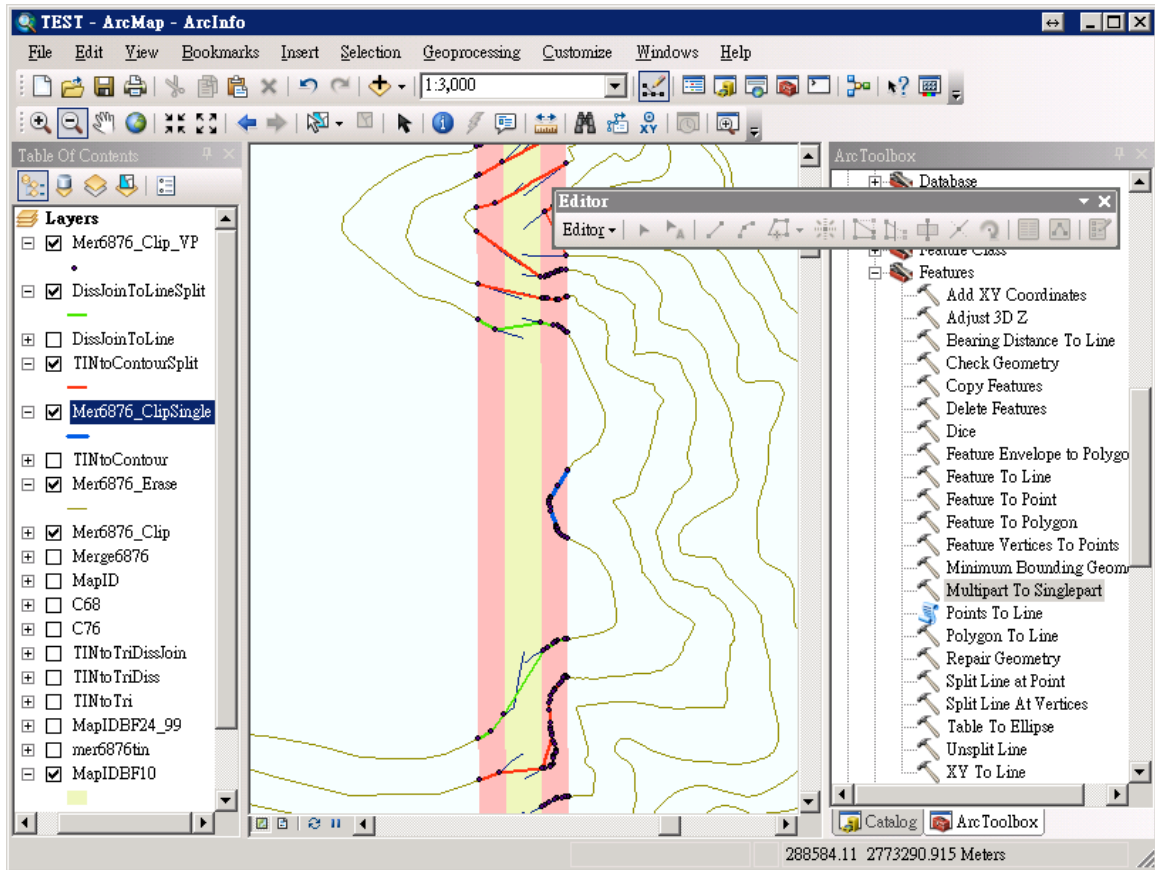 TEST - ArcMap - ArcInfo
File Edit View Bookmarks Insert Selection Geoprocessing Customize Windows Help
1:3,000
Table Of Contents
Layers
Mer6876_Clip_VP
DissJoinToLineSplit
DissJoinToLine
TINtoContourSplit
Mer6876_ClipSingle
TINtoContour
Mer6876_Erase
Mer6876_Clip
Merge6876
MapID
C68
C76
TINtoTriDissJoin
TINtoTriDiss
TINtoTri
MapIDBF24_99
mer6876tin
MapIDBF10
Editor
Editor
ArcToolbox
Database
Feature Class
Features
Add XY Coordinates
Adjust 3D Z
Bearing Distance To Line
Check Geometry
Copy Features
Delete Features
Dice
Feature Envelope to Polygo
Feature To Line
Feature To Point
Feature To Polygon
Feature Vertices To Points
Minimum Bounding Geom
Multipart To Singlepart
Points To Line
Polygon To Line
Repair Geometry
Split Line at Point
Split Line At Vertices
Table To Ellipse
Unsplit Line
XY To Line
Catalog ArcToolbox
288584.11 2773290.915 Meters